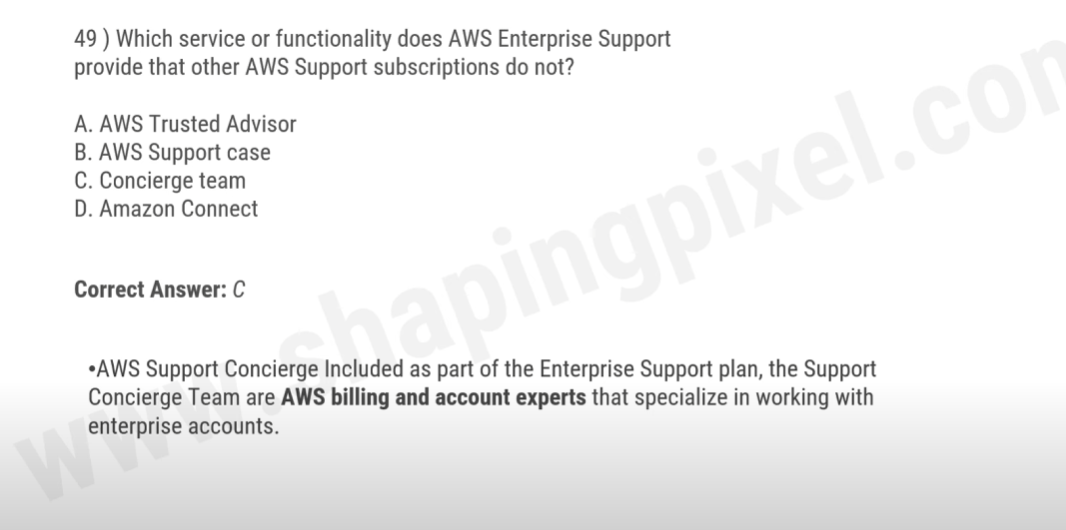 49 ) Which service or functionality does AWS Enterprise Support
provide that other AWS Support subscriptions do not?
A. AWS Trusted Advisor
B. AWS Support case
C. Concierge team
D. Amazon Connect
Correct Answer: C
•AWS Support Concierge Included as part of the Enterprise Support plan, the Support
Concierge Team are AWS billing and account experts that specialize in working with
enterprise accounts.
www.shapingpixel.com